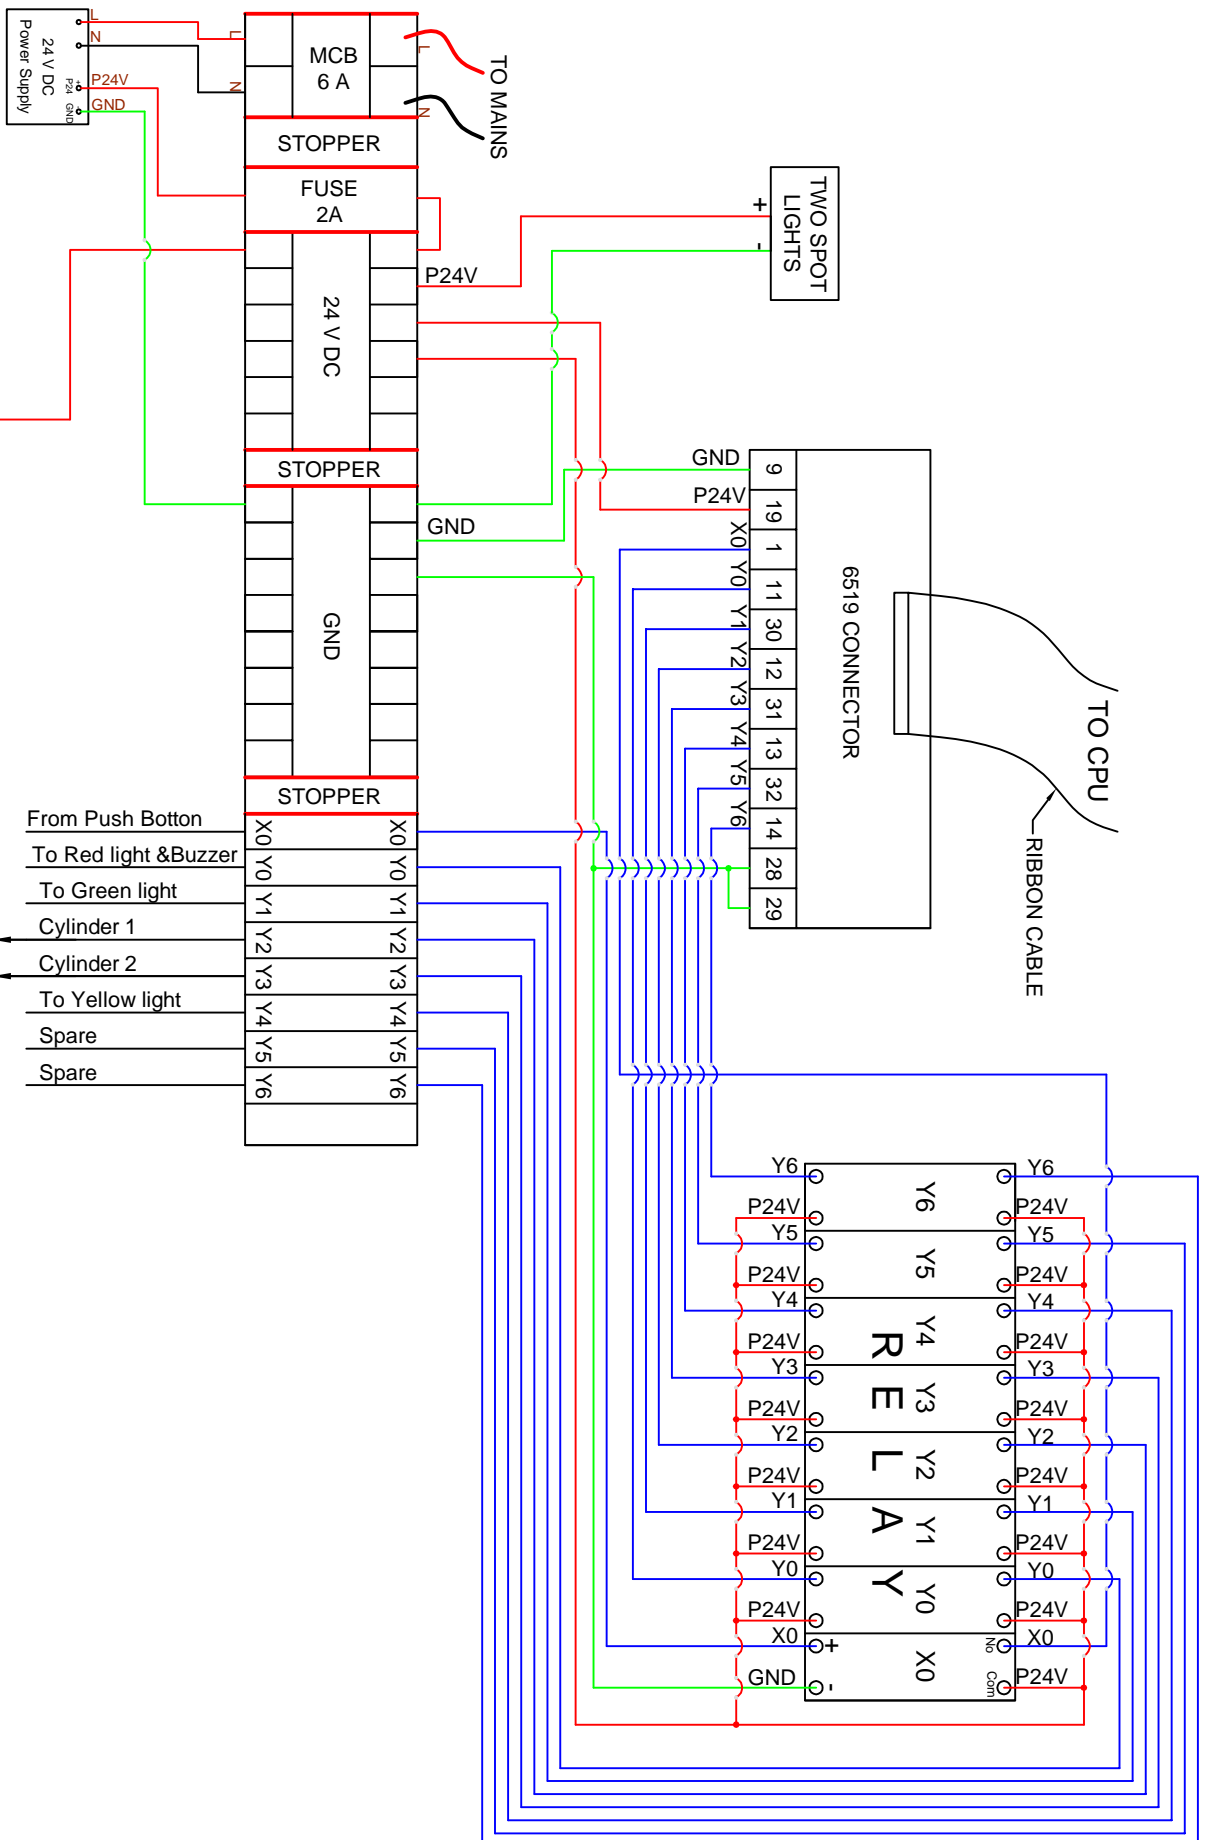 L
N
P24V
GND
24 V DC
Power Supply
+
P24
-
GND
L
N
MCB
6 A
L
N
TO MAINS
STOPPER
FUSE
2A
24 V DC
P24V
STOPPER
GND
GND
STOPPER
TWO SPOT
LIGHTS
+
-
GND
P24V
X0
Y0
Y1
Y2
Y3
Y4
Y5
Y6
9
19
1
11
30
12
31
13
32
14
28
29
6519 CONNECTOR
TO CPU
RIBBON CABLE
From Push Botton
X0
X0
To Red light &Buzzer
Y0
Y0
To Green light
Y1
Y1
Cylinder 1
Y2
Y2
Cylinder 2
Y3
Y3
To Yellow light
Y4
Y4
Spare
Y5
Y5
Spare
Y6
Y6
Y6
Y6
Y6
P24V
P24V
Y5
Y5
Y5
P24V
P24V
Y4
Y4
Y4
P24V
P24V
Y3
Y3
Y3
P24V
P24V
Y2
Y2
Y2
P24V
P24V
Y1
Y1
Y1
P24V
P24V
Y0
Y0
Y0
P24V
P24V
RELAY
X0
+
X0
No
X0
GND
-
Com
P24V